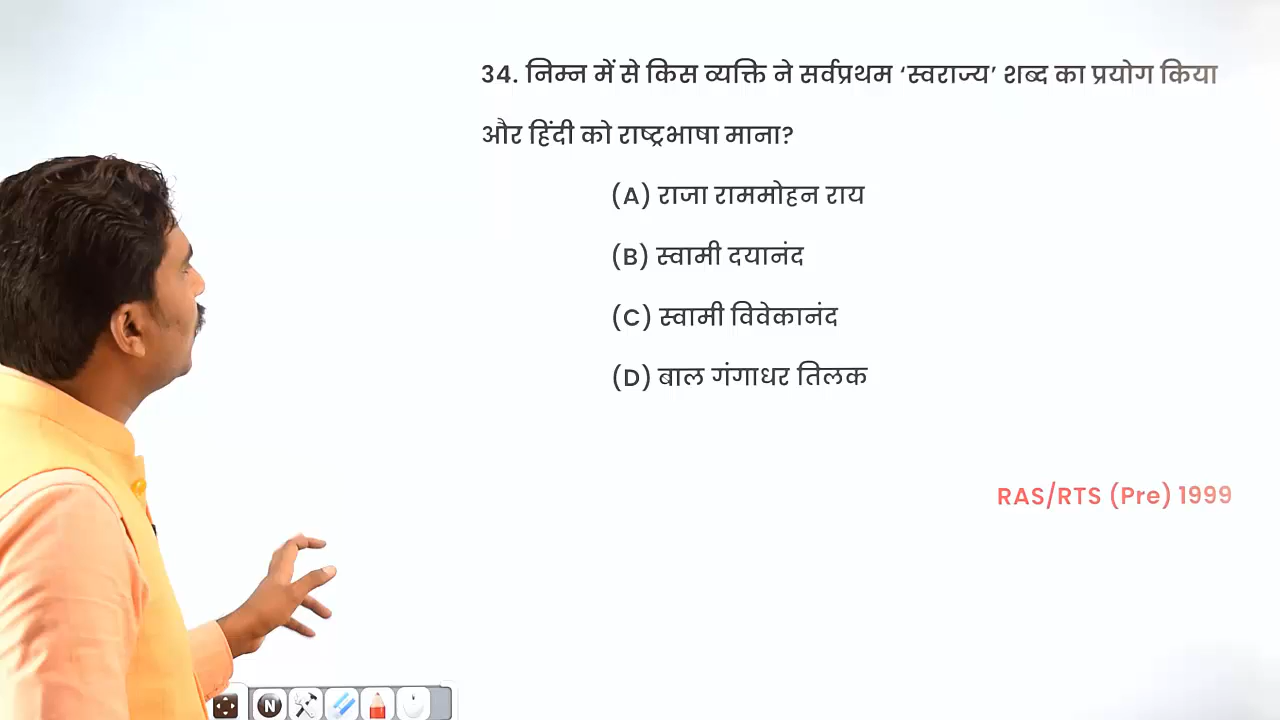 34. निम्न में से किस व्यक्ति ने सर्वप्रथम ‘स्वराज्य’ शब्द का प्रयोग किया
और हिंदी को राष्ट्रभाषा माना?
(A) राजा राममोहन राय
(B) स्वामी दयानंद
(C) स्वामी विवेकानंद
(D) बाल गंगाधर तिलक
RAS/RTS (Pre) 1999
N